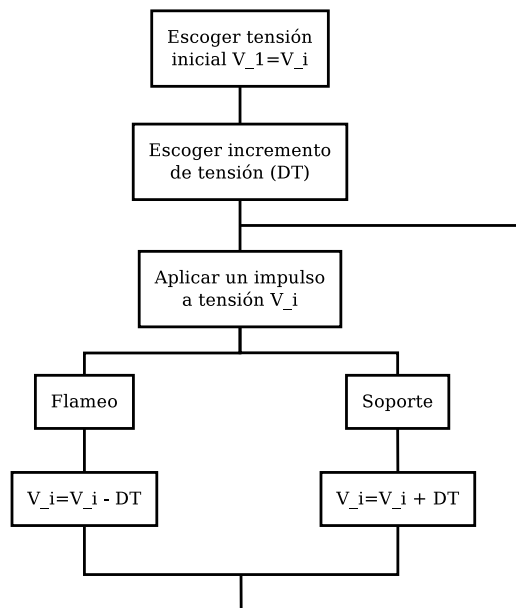 Escoger tensión
inicial V_1=V_i
Escoger incremento
de tensión (DT)
Aplicar un impulso
a tensión V_i
Flameo
Soporte
V_i=V_i - DT
V_i=V_i + DT